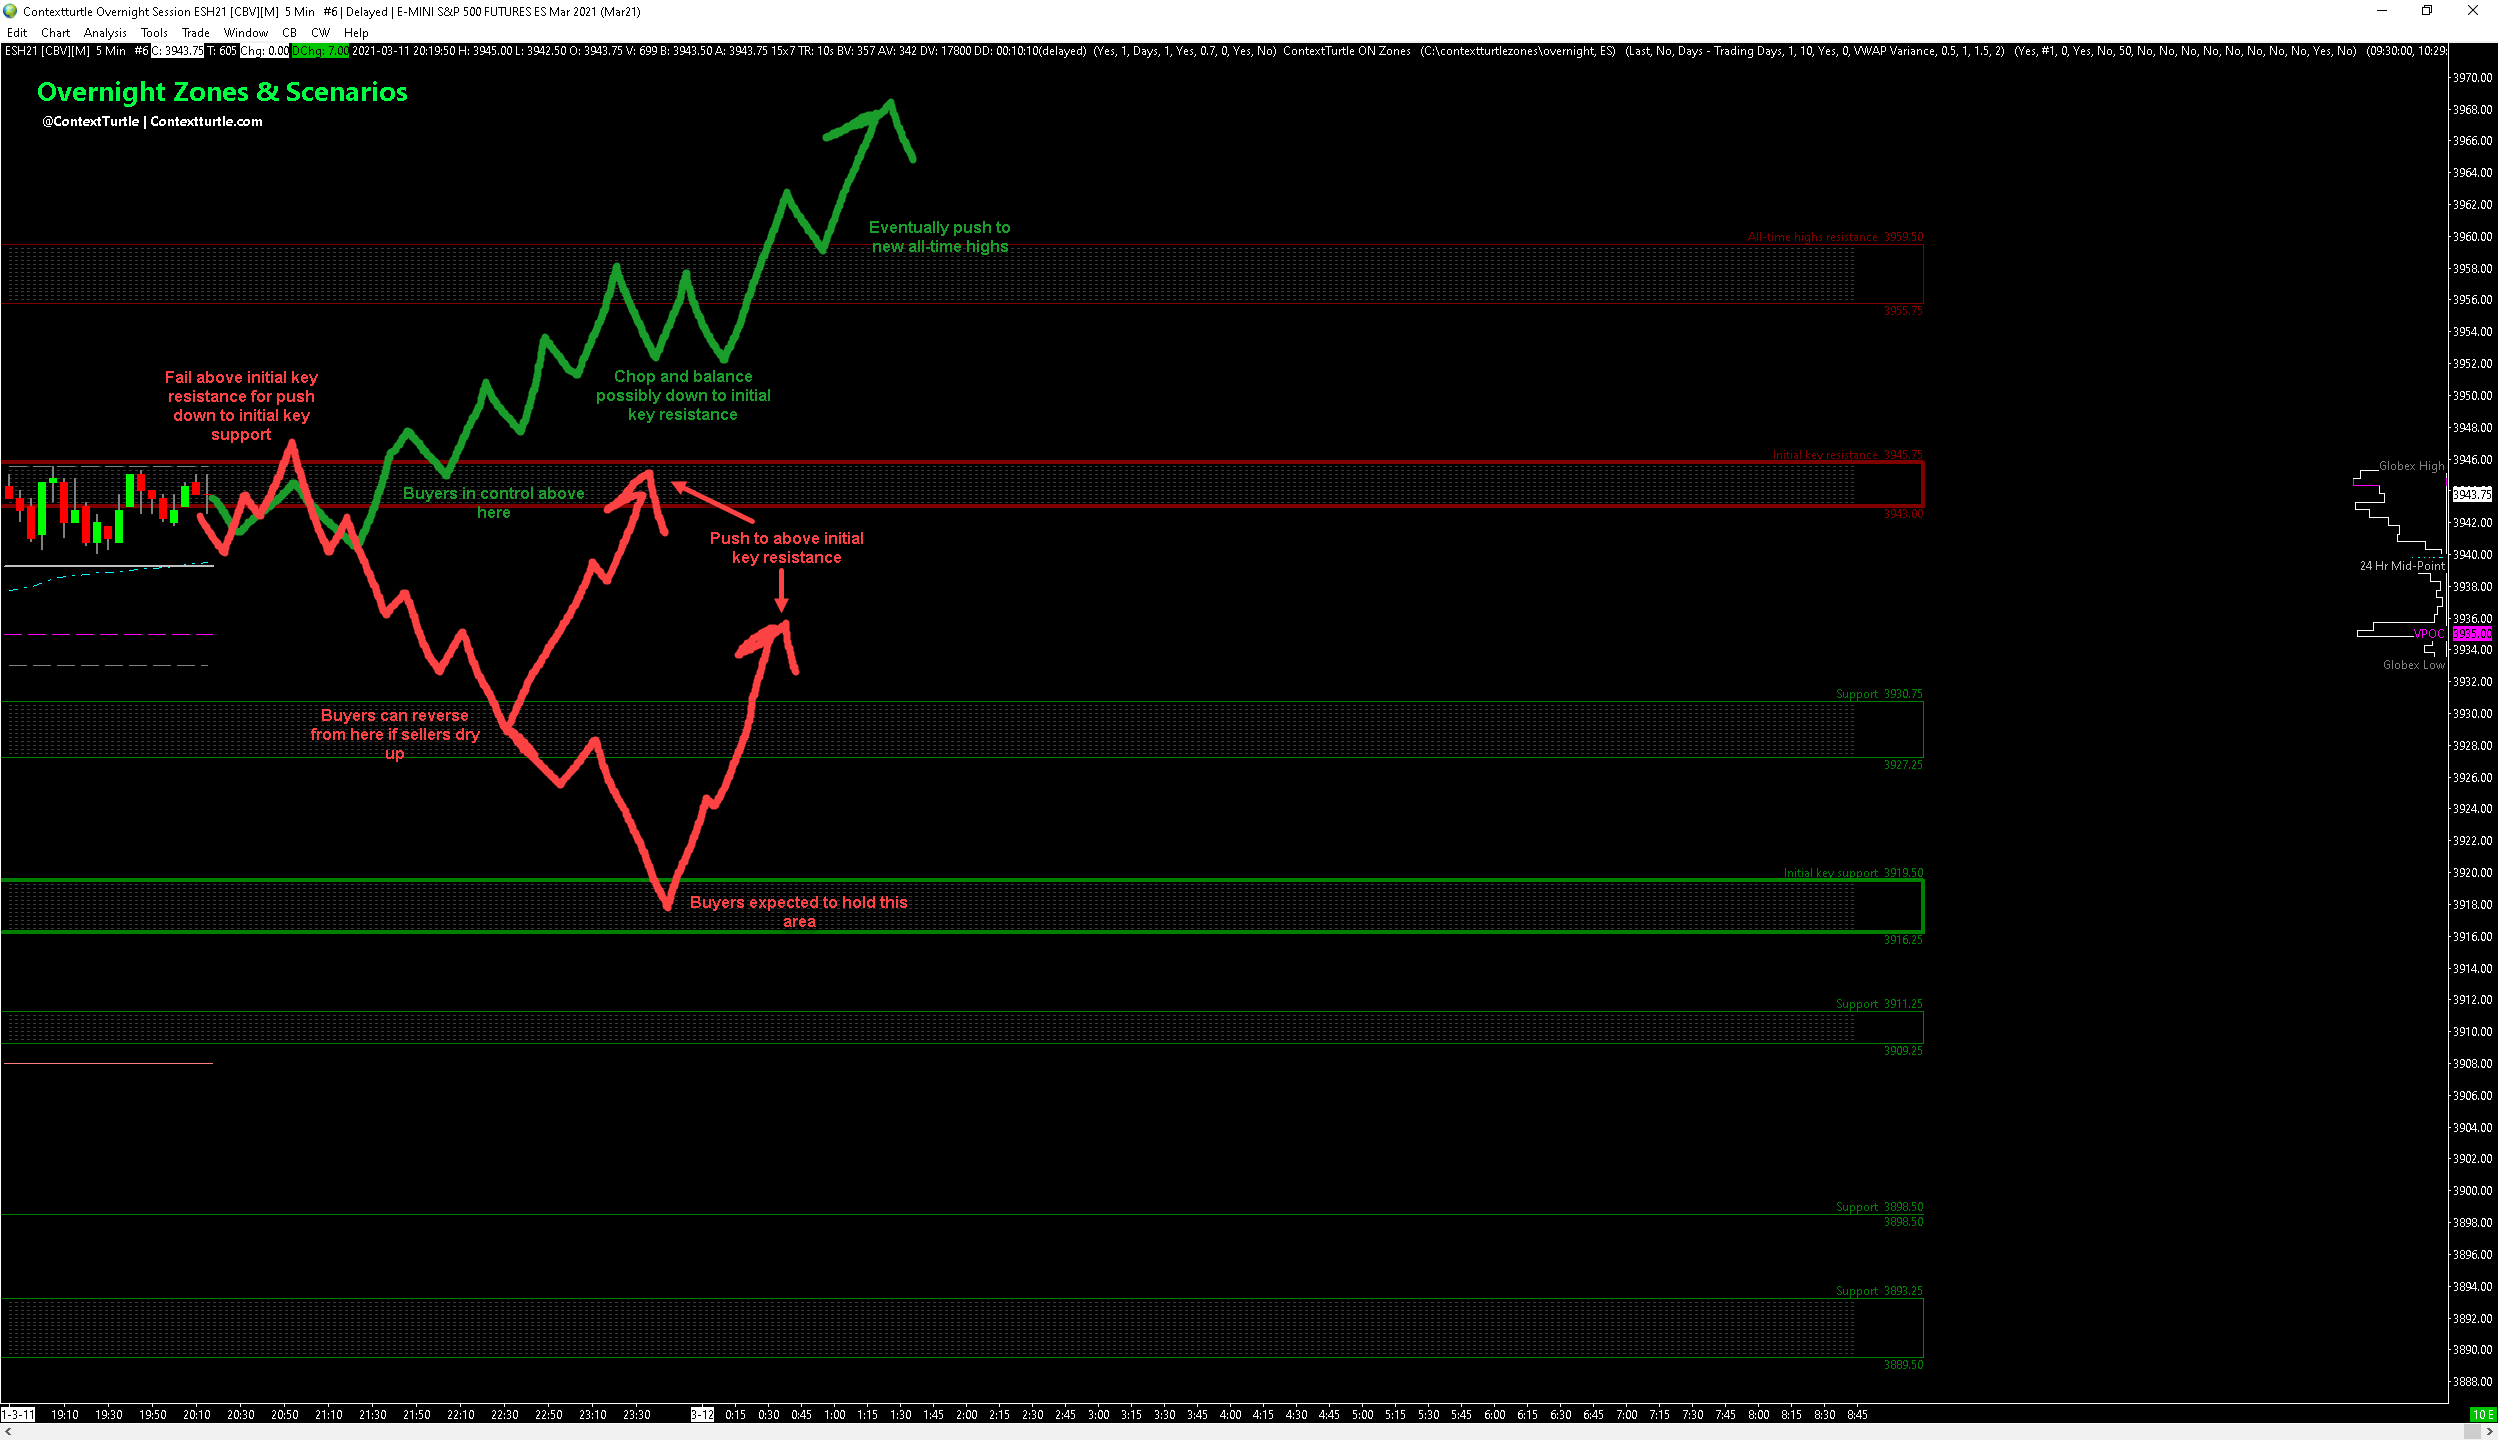 Contextturtle Overnight Session ESH21 [CBV][M] 5 Min #6 | Delayed | E-MINI S&P 500 FUTURES ES Mar 2021 (Mar21)
Edit Chart Analysis Tools Trade Window CB CW Help
ESH21 [CBV][M] 5 Min #6 C: 3943.75 T: 605 Chg: 0.00 DChg: 7.00 2021-03-11 20:19:50 H: 3945.00 L: 3942.50 O: 3943.75 V: 699 B: 3943.50 A: 3943.75 15x7 TR: 10s BV: 357 AV: 342 DV: 17800 DD: 00:10:10(delayed) (Yes, 1, Days, 1, Yes, 0.7, 0, Yes, No) ContextTurtle ON Zones (C:\contextturtlezones\overnight, ES) (Last, No, Days - Trading Days, 1, 10, Yes, 0, VWAP Variance, 0.5, 1, 1.5, 2) (Yes, #1, 0, Yes, No, 50, No, No, No, No, No, No, No, No, Yes, No) (09:30:00, 10:29:
Overnight Zones & Scenarios
@ContextTurtle | Contextturtle.com
Eventually push to
new all-time highs
All-time highs resistance 3959.50
3955.75
Fail above initial key
resistance for push
down to initial key
support
Chop and balance
possibly down to initial
key resistance
Initial key resistance 3945.75
3943.00
Buyers in control above
here
Push to above initial
key resistance
Buyers can reverse
from here if sellers dry
up
Support 3930.75
3927.25
Initial key support 3919.50
3916.25
Buyers expected to hold this
area
Support 3911.25
3909.25
Support 3898.50
3898.50
Support 3893.25
3889.50
Globex High
24 Hr Mid-Point
VPOC
Globex Low
3970.00
3968.00
3966.00
3964.00
3962.00
3960.00
3958.00
3956.00
3954.00
3952.00
3950.00
3948.00
3946.00
3943.75
3942.00
3940.00
3938.00
3936.00
3935.00
3934.00
3932.00
3930.00
3928.00
3926.00
3924.00
3922.00
3920.00
3918.00
3916.00
3914.00
3912.00
3910.00
3908.00
3906.00
3904.00
3902.00
3900.00
3898.00
3896.00
3894.00
3892.00
3890.00
3888.00
1-3-11 19:10 19:30 19:50 20:10 20:30 20:50 21:10 21:30 21:50 22:10 22:30 22:50 23:10 23:30 3-12 0:15 0:30 0:45 1:00 1:15 1:30 1:45 2:00 2:15 2:30 2:45 3:00 3:15 3:30 3:45 4:00 4:15 4:30 4:45 5:00 5:15 5:30 5:45 6:00 6:15 6:30 6:45 7:00 7:15 7:30 7:45 8:00 8:15 8:30 8:45
10 E